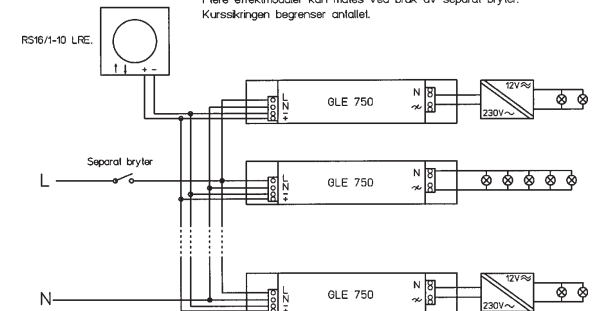 Flere effektmoduler kan mates ved bruk av separat bryter.
Kurssikringen begrenser antallet.
RS16/1-10 LRE.
+ -
L
N
-
+
GLE 750
N
12V
230V~
Separat bryter
L
L
N
-
+
GLE 750
N
N
L
N
-
+
GLE 750
N
12V
230V~